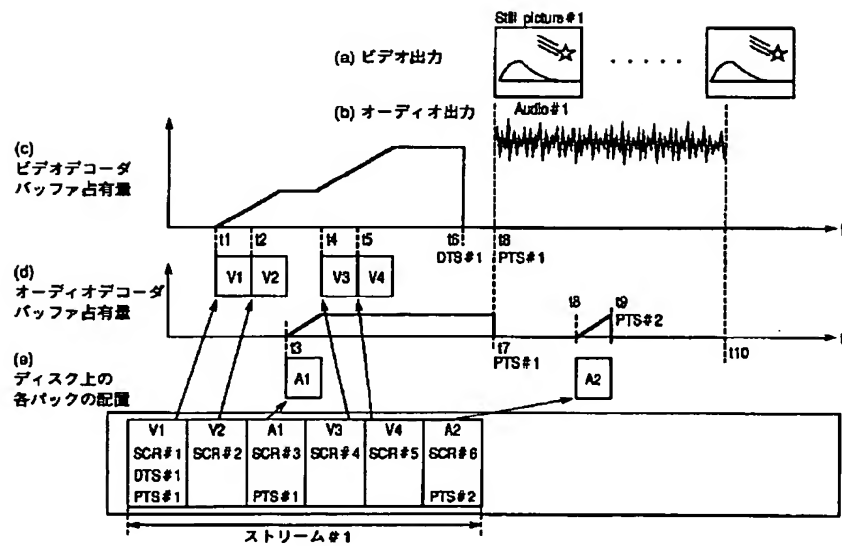 Still picture#1
(a) ビデオ出力
. . . . .
(b) オーディオ出力
Audio#1
(c)
ビデオデコーダ
バッファ占有量
t
t1 t2 t4 t5 t6 t8
DTS#1 PTS#1
V1 V2 V3 V4
(d)
オーディオデコーダ
バッファ占有量
t8 t9
PTS#2
t
t3 t7 t10
PTS#1
A1 A2
(e)
ディスク上の
各パックの配置
V1 V2 A1 V3 V4 A2
SCR#1 SCR#2 SCR#3 SCR#4 SCR#5 SCR#6
DTS#1
PTS#1 PTS#1 PTS#2
ストリーム#1